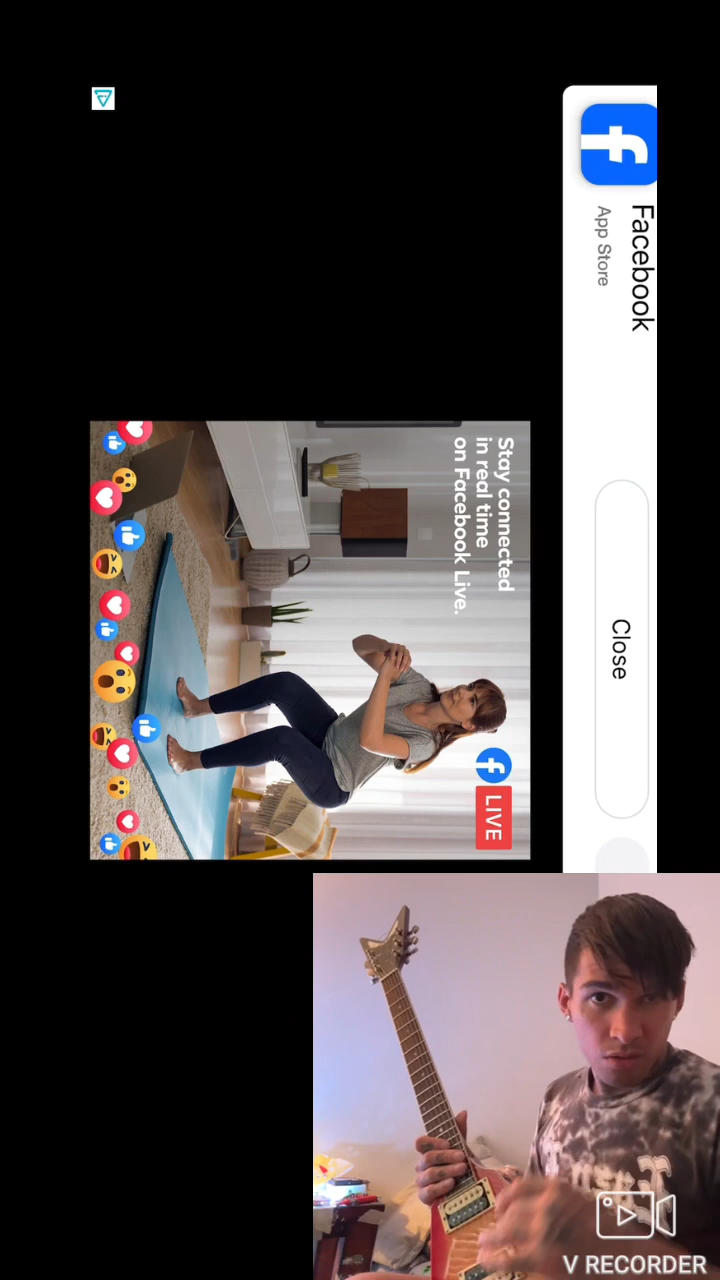 Facebook
App Store
Close
Stay connected
in real time
on Facebook Live.
LIVE
V RECORDER